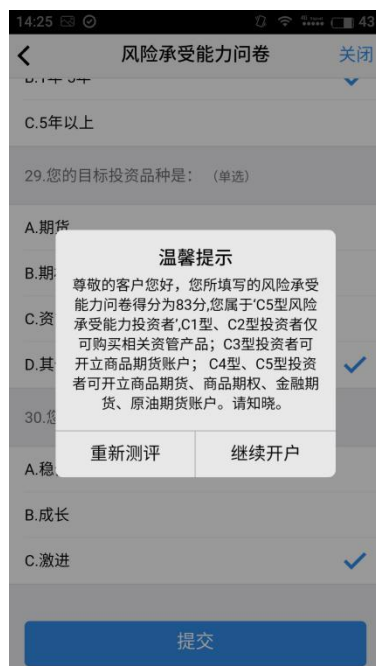 14:25
43
风险承受能力问卷
关闭
C.5年以上
29.您的目标投资品种是： （单选）
A.期货
B.期
C.资
D.其
30.您
A.稳
B.成长
C.激进
温馨提示
尊敬的客户您好，您所填写的风险承受
能力问卷得分为83分,您属于‘C5型风险
承受能力投资者’,C1型、C2型投资者仅
可购买相关资管产品；C3型投资者可
开立商品期货账户； C4型、C5型投资
者可开立商品期货、商品期权、金融期
货、原油期货账户。请知晓。
重新测评
继续开户
提交